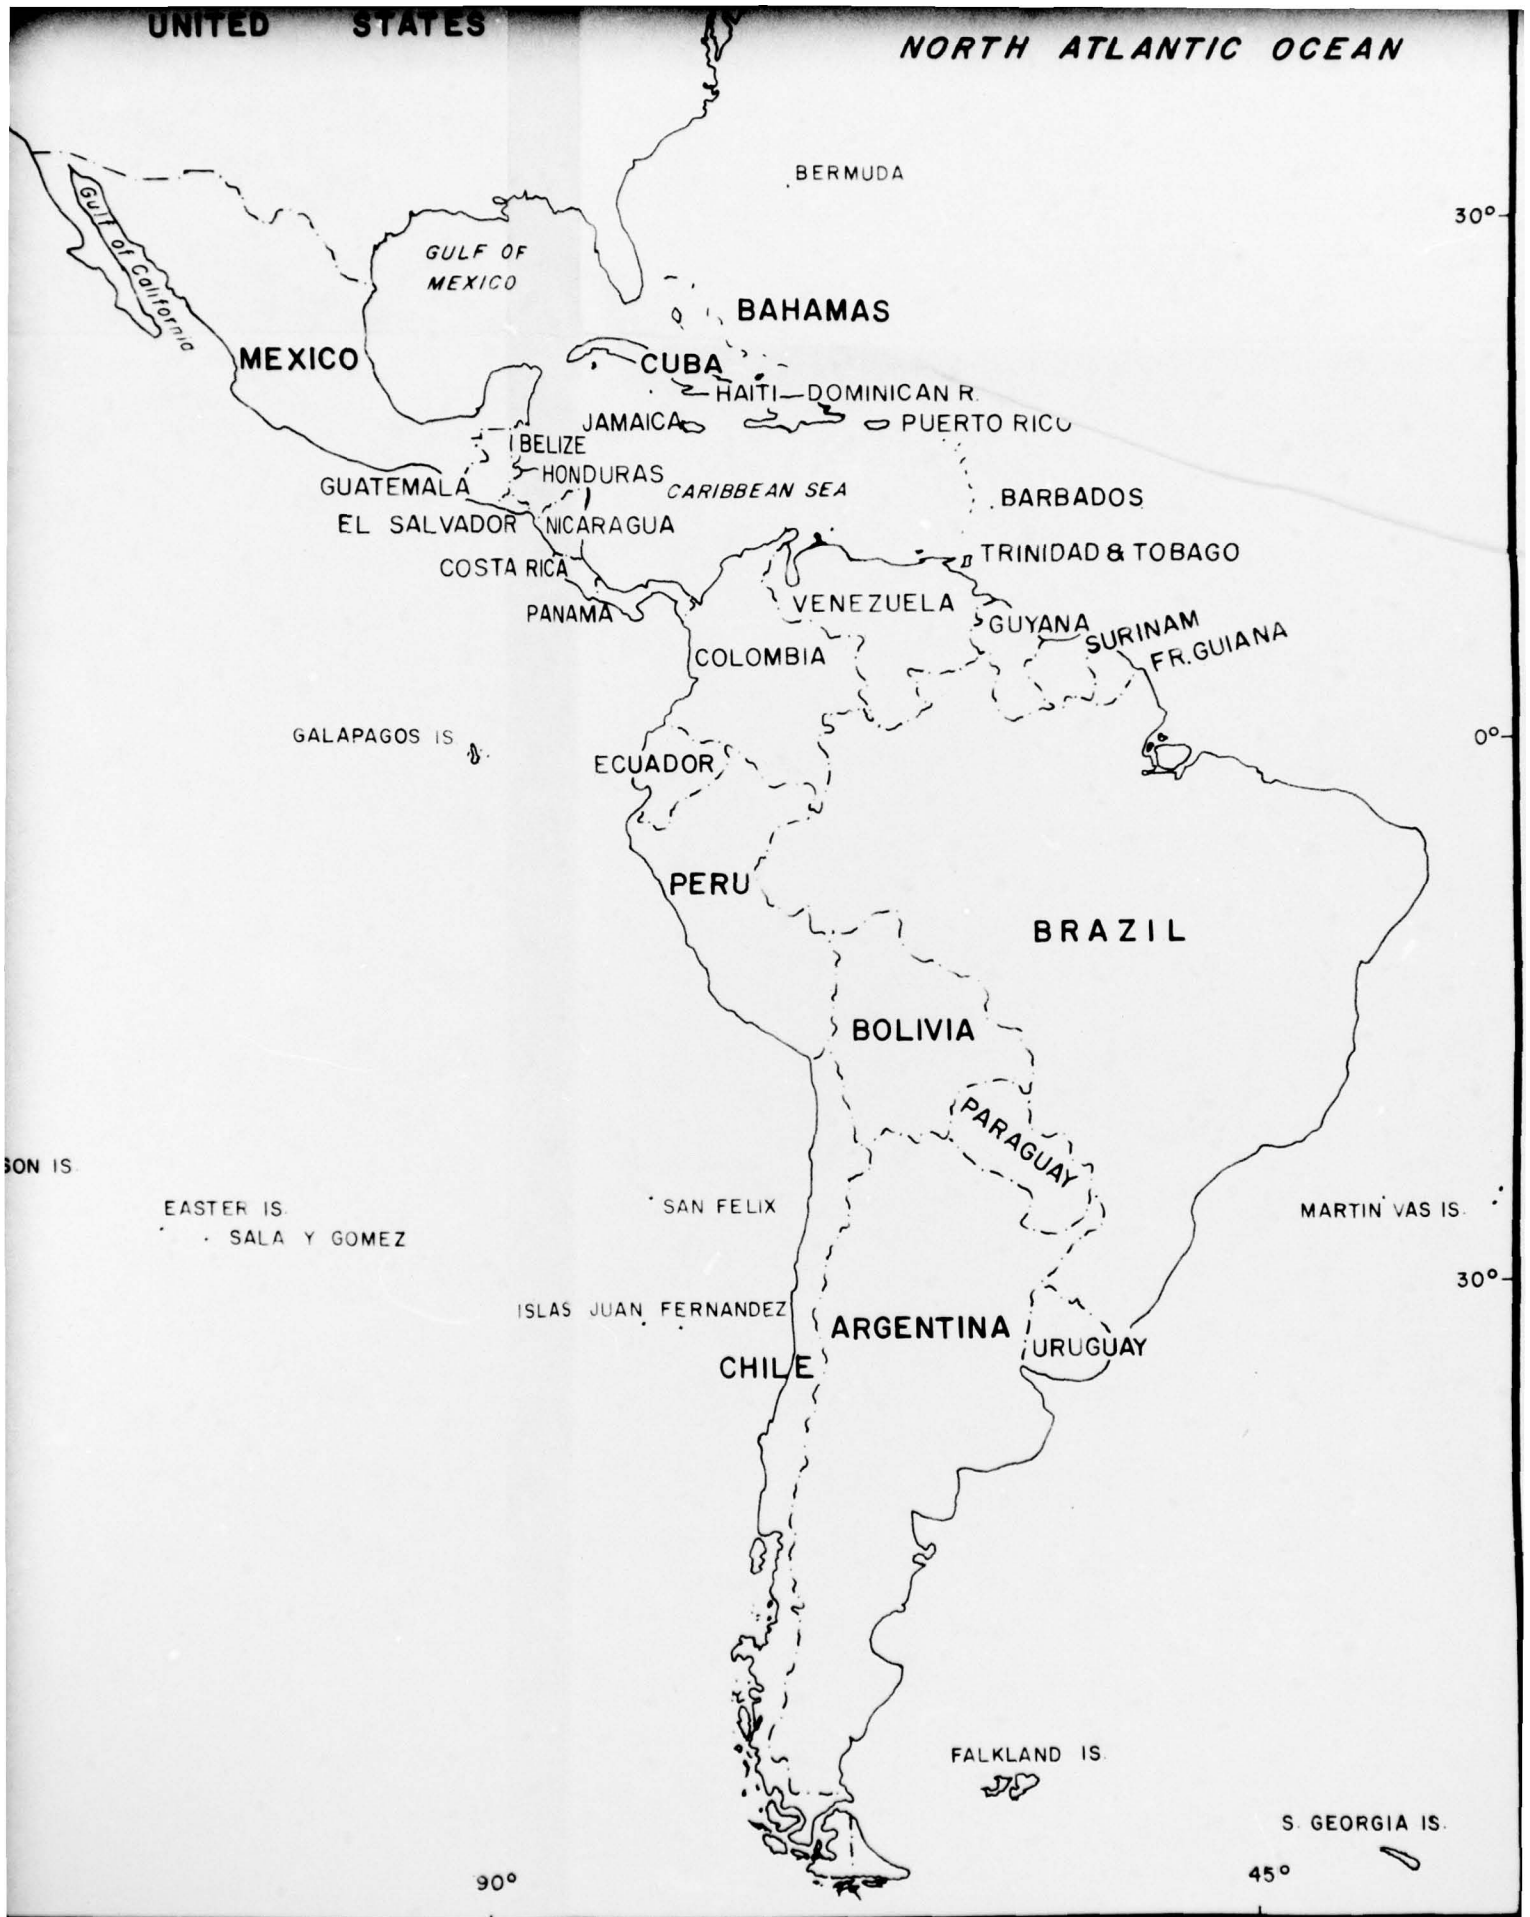 UNITED STATES
NORTH ATLANTIC OCEAN
BERMUDA
30°
Gulf of California
GULF OF
MEXICO
BAHAMAS
MEXICO
CUBA
HAITI—DOMINICAN R.
JAMAICA
PUERTO RICO
BELIZE
HONDURAS
GUATEMALA
CARIBBEAN SEA
BARBADOS
EL SALVADOR
NICARAGUA
TRINIDAD & TOBAGO
COSTA RICA
PANAMA
VENEZUELA
GUYANA
SURINAM
FR. GUIANA
COLOMBIA
GALAPAGOS IS
0°
ECUADOR
PERU
BRAZIL
BOLIVIA
PARAGUAY
SON IS.
EASTER IS.
SAN FELIX
MARTIN VAS IS.
SALA Y GOMEZ
30°
ISLAS JUAN FERNANDEZ
ARGENTINA
URUGUAY
CHILE
FALKLAND IS.
S. GEORGIA IS.
90°
45°